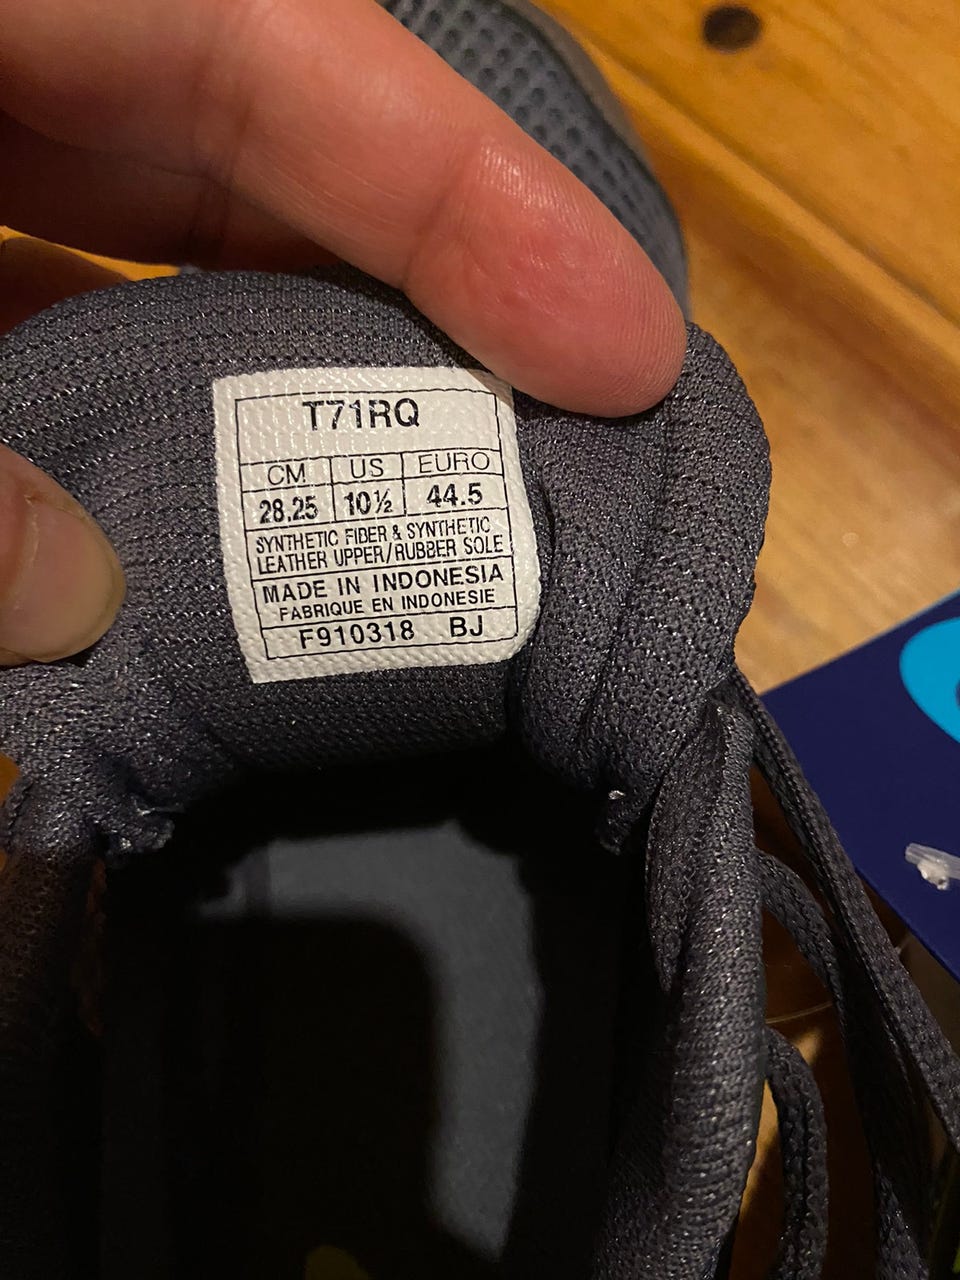 T71RQ
CM US EURO
28.25 10½ 44.5
SYNTHETIC FIDER & SYNTHETIC
LEATHER UPPER/RUBBER SOLE
MADE IN INDONESIA
FABRIQUE EN INDONESIE
F910318 BJ